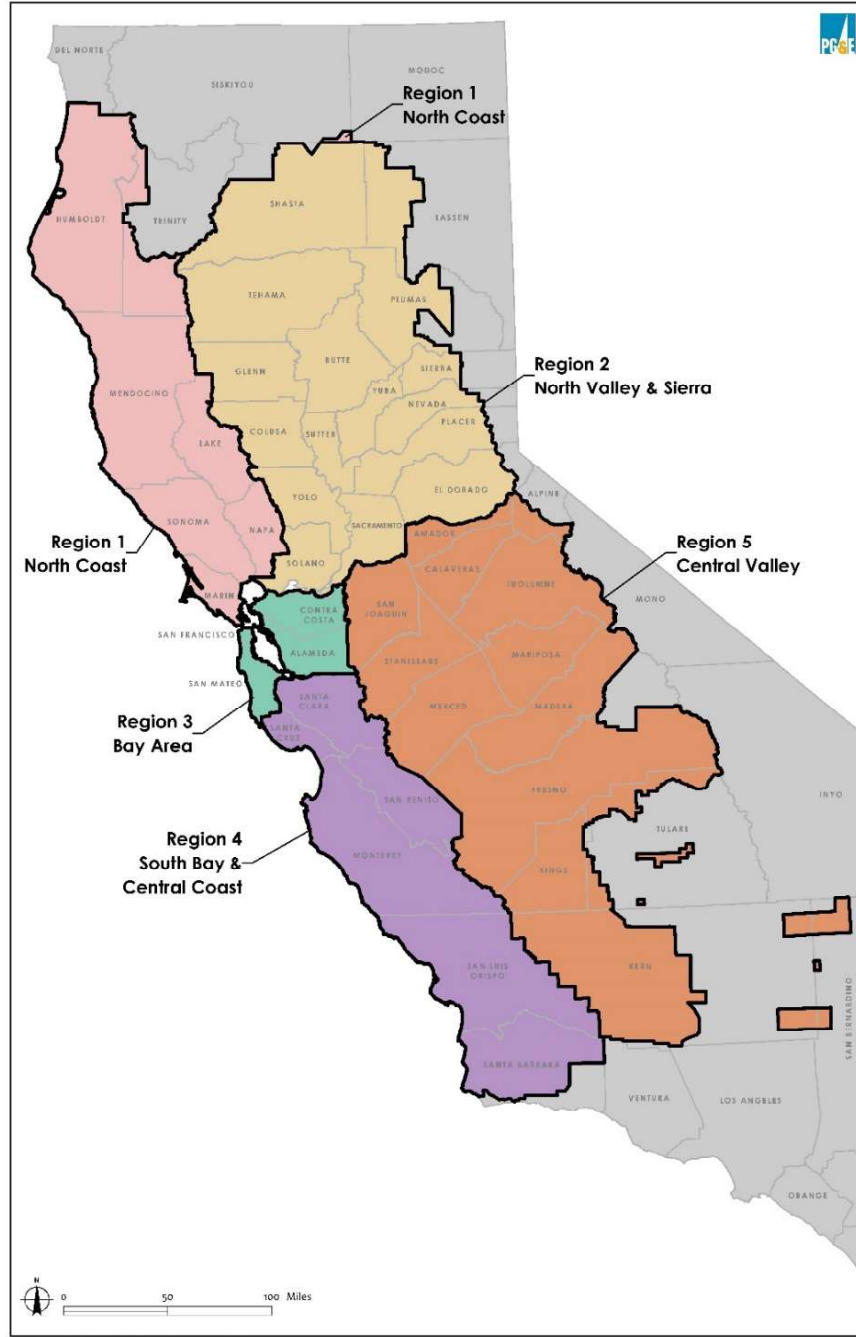 PG&E
DEL NORTE
SISKIYOU
MODOC
Region 1
North Coast
SHASTA
LASSEN
HUMBOLDT
TRINITY
TEHAMA
PLUMAS
Region 2
North Valley & Sierra
GLENN
BUTTE
SIERRA
YUBA
NEVADA
MENDOCINO
PLACER
COLUSA
SUTTER
LAKE
YOLO
EL DORADO
ALPINE
SONOMA
NAPA
SACRAMENTO
Region 1
North Coast
SOLANO
AMADOR
Region 5
Central Valley
CALAVERAS
TUOLUMNE
MARIN
MONO
CONTRA
COSTA
SAN
JOAQUIN
SAN FRANCISCO
ALAMEDA
STANISLAUS
MARIPOSA
SAN MATEO
SANTA
CLARA
MERCED
MADERA
Region 3
Bay Area
SANTA
CRUZ
FRESNO
SAN BENITO
INYO
TULARE
Region 4
South Bay &
Central Coast
MONTEREY
KINGS
SAN LUIS
OBISPO
KERN
SAN BERNARDINO
SANTA BARBARA
VENTURA
LOS ANGELES
ORANGE
N
0 50 100 Miles